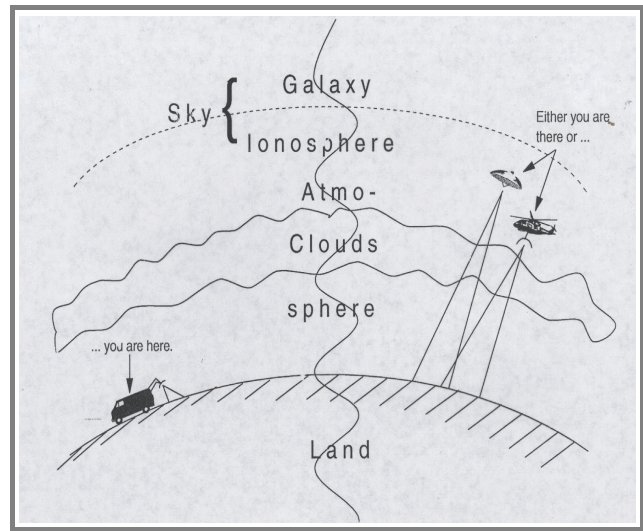 Galaxy
Sky {
Ionosphere
Either you are
there or ...
Atmo-
Clouds
sphere
... you are here.
Land